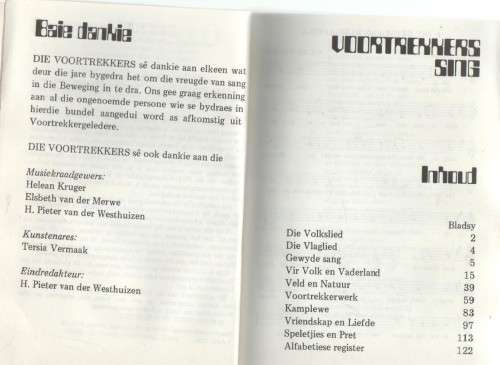 Baie dankie
DIE VOORTREKKERS sê dankie aan elkeen wat
deur die jare bygedra het om die vreugde van sang
in die Beweging in te dra. Ons gee graag erkenning
aan al die ongenoemde persone wie se bydraes in
hierdie bundel aangedui word as afkomstig uit
Voortrekkergeledere.
DIE VOORTREKKERS sê ook dankie aan die
Musiekraadgewers:
Helean Kruger
Elsbeth van der Merwe
H. Pieter van der Westhuizen
Kunstenares:
Tersia Vermaak
Eindredakteur:
H. Pieter van der Westhuizen
VOORTREKKERS
SING
Inhoud
Bladsy
Die Volkslied 2
Die Vlaglied 4
Gewyde sang 5
Vir Volk en Vaderland 15
Veld en Natuur 39
Voortrekkerwerk 59
Kamplewe 83
Vriendskap en Liefde 97
Speletjies en Pret 113
Alfabetiese register 122